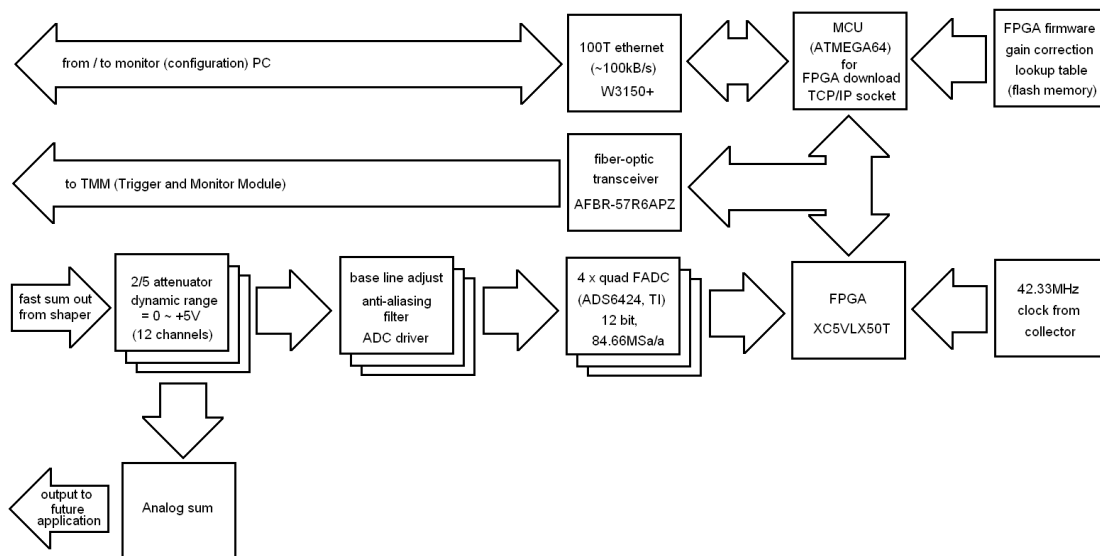 from / to monitor (configuration) PC
100T ethernet
(~100kB/s)
W3150+
MCU
(ATMEGA64)
for
FPGA download
TCP/IP socket
FPGA firmware
gain correction
lookup table
(flash memory)
to TMM (Trigger and Monitor Module)
fiber-optic
transceiver
AFBR-57R6APZ
fast sum out
from shaper
2/5 attenuator
dynamic range
= 0 ~ +5V
(12 channels)
base line adjust
anti-aliasing
filter
ADC driver
4 x quad FADC
(ADS6424, TI)
12 bit,
84.66MSa/a
FPGA
XC5VLX50T
42.33MHz
clock from
collector
output to
future
application
Analog sum